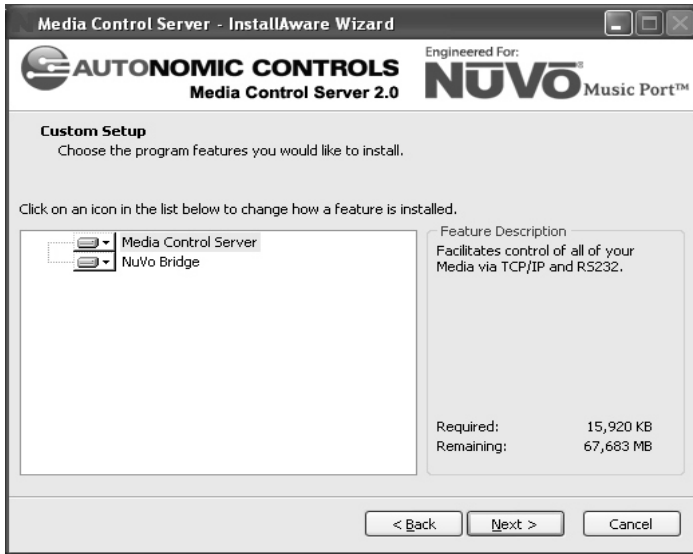 Media Control Server - InstallAware Wizard
AUTONOMIC CONTROLS
Media Control Server 2.0
Engineered For:
NŪVŌ® Music Port™
Custom Setup
Choose the program features you would like to install.
Click on an icon in the list below to change how a feature is installed.
Media Control Server
NuVo Bridge
Feature Description
Facilitates control of all of your
Media via TCP/IP and RS232.
Required: 15,920 KB
Remaining: 67,683 MB
< Back
Next >
Cancel